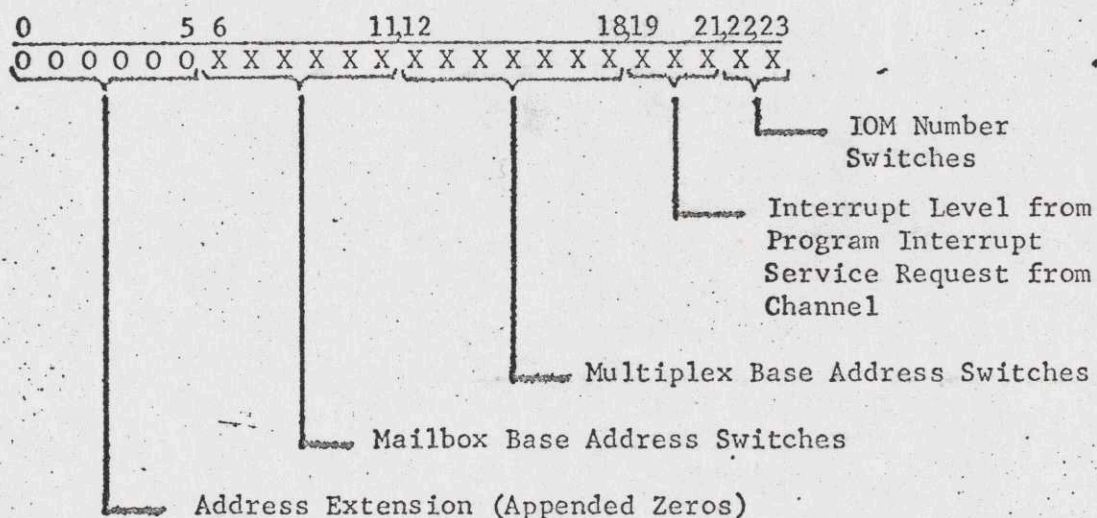 0 5 6 11,12 18,19 21,22,23
0 0 0 0 0 0 X X X X X X X X X X X X X X X X X X
IOM Number
Switches
Interrupt Level from
Program Interrupt
Service Request from
Channel
Multiplex Base Address Switches
Mailbox Base Address Switches
Address Extension (Appended Zeros)